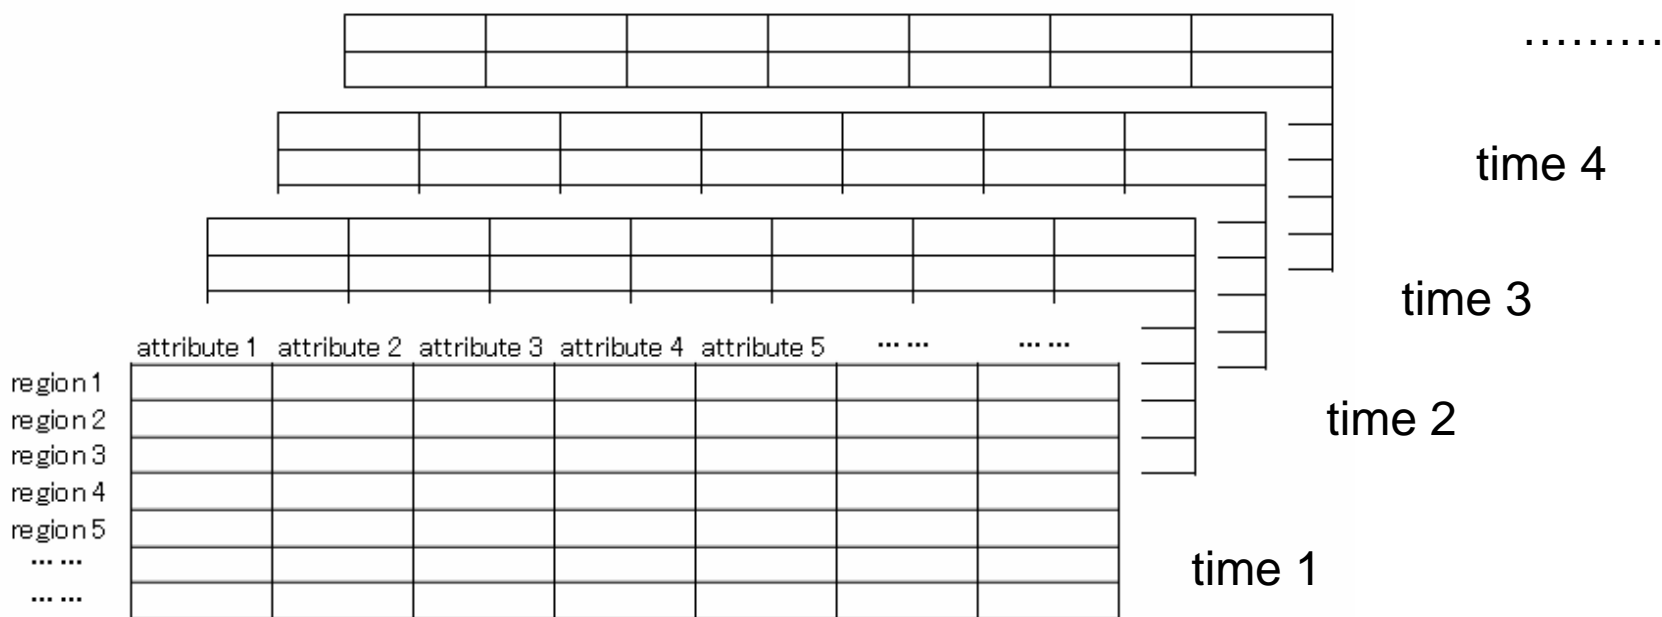 ………
time 4
time 3
attribute 1 attribute 2 attribute 3 attribute 4 attribute 5 … … … …
region 1
region 2
time 2
region 3
region 4
region 5
… …
time 1
… …